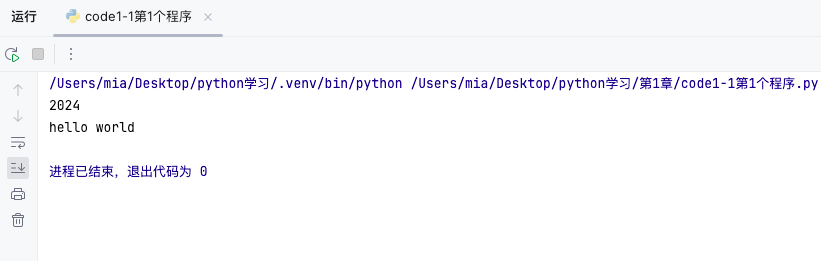 运行 code1-1第1个程序
/Users/mia/Desktop/python学习/.venv/bin/python /Users/mia/Desktop/python学习/第1章/code1-1第1个程序.py
2024
hello world
进程已结束，退出代码为 0